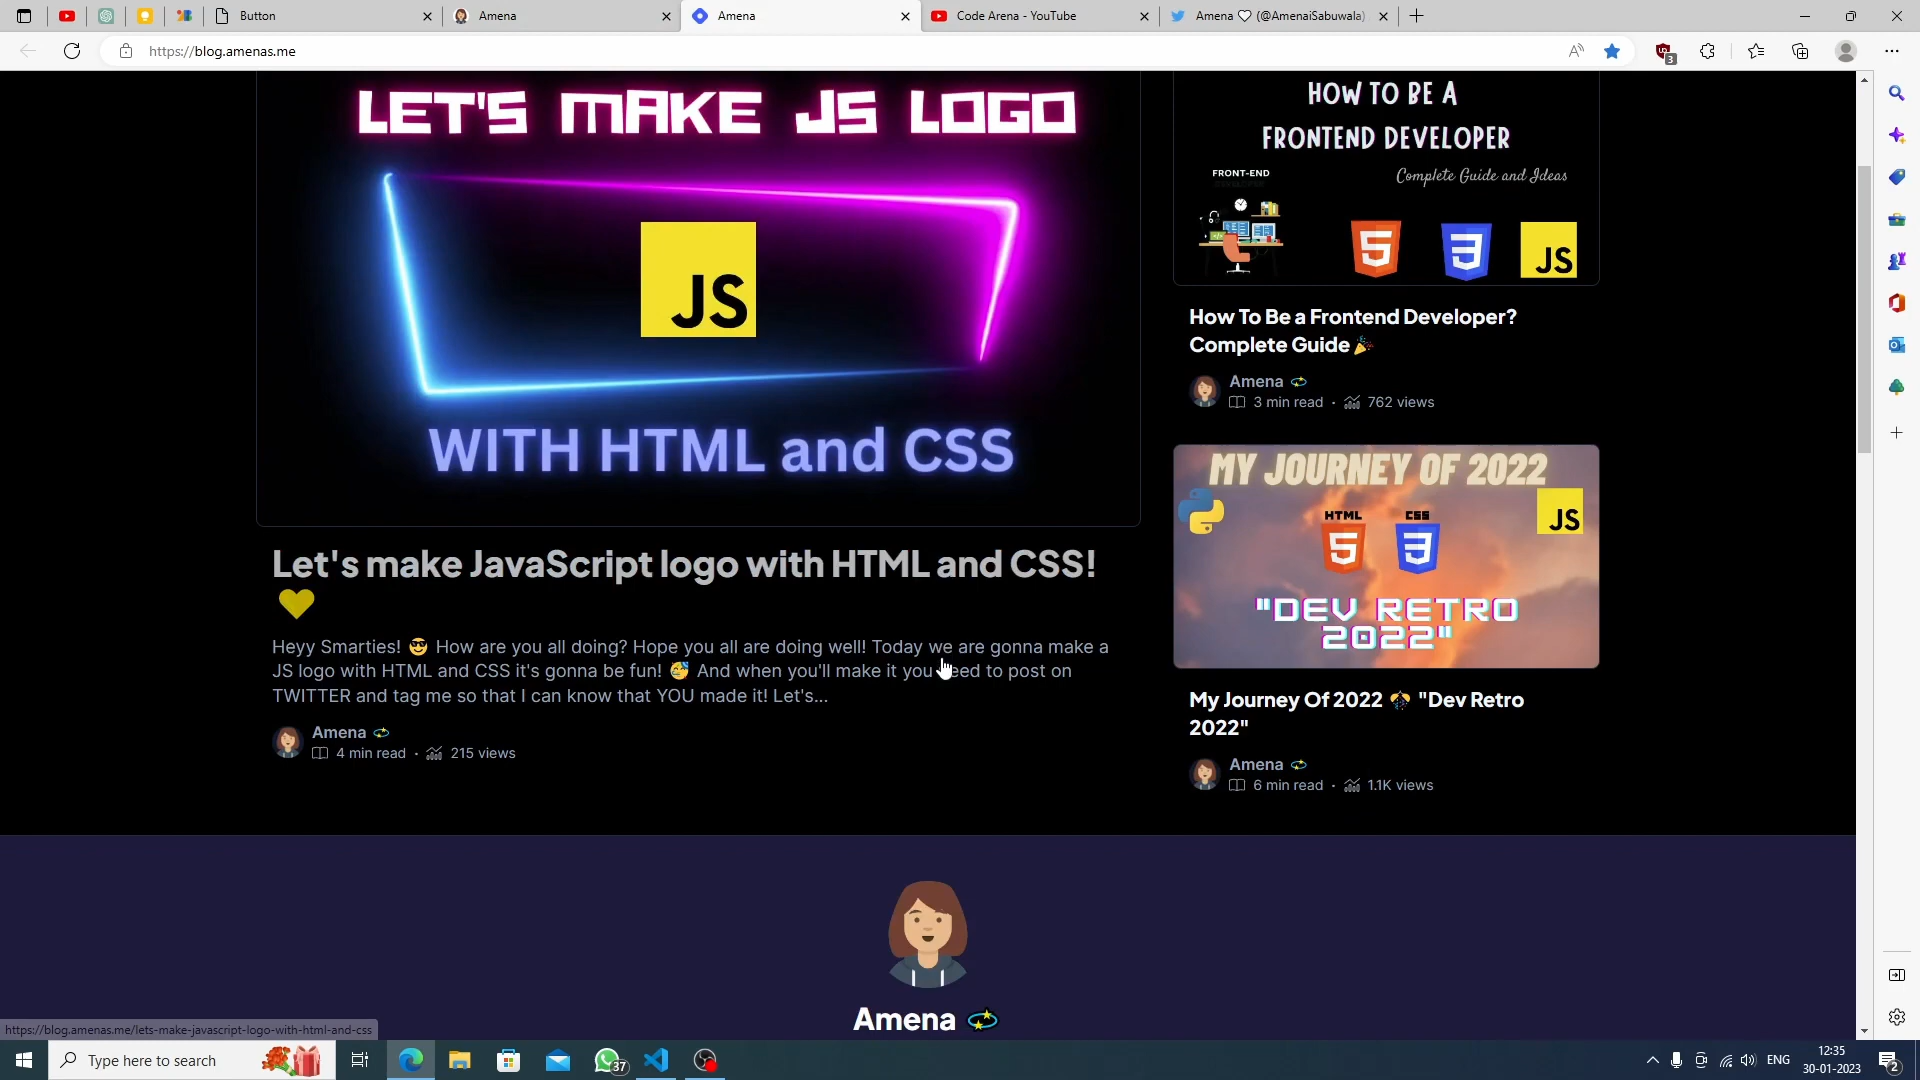 Button
Amena
Amena
Code Arena - YouTube
Amena ♡ (@AmenaiSabuwala)
https://blog.amenas.me
3
LET'S MAKE JS LOGO
JS
WITH HTML and CSS
Let's make JavaScript logo with HTML and CSS!
💛
Heyy Smarties! 😎 How are you all doing? Hope you all are doing well! Today we are gonna make a
JS logo with HTML and CSS it's gonna be fun! 🥳 And when you'll make it you need to post on
TWITTER and tag me so that I can know that YOU made it! Let's...
Amena 💫
4 min read · 215 views
HOW TO BE A
FRONTEND DEVELOPER
Complete Guide and Ideas
FRONT-END
5
3
JS
How To Be a Frontend Developer?
Complete Guide 🎉
Amena 💫
3 min read · 762 views
MY JOURNEY OF 2022
HTML
CSS
5
3
JS
"DEV RETRO
2022"
My Journey Of 2022 🎊 "Dev Retro
2022"
Amena 💫
6 min read · 1.1K views
Amena 💫
https://blog.amenas.me/lets-make-javascript-logo-with-html-and-css
Type here to search
37
ENG
12:35
30-01-2023
2